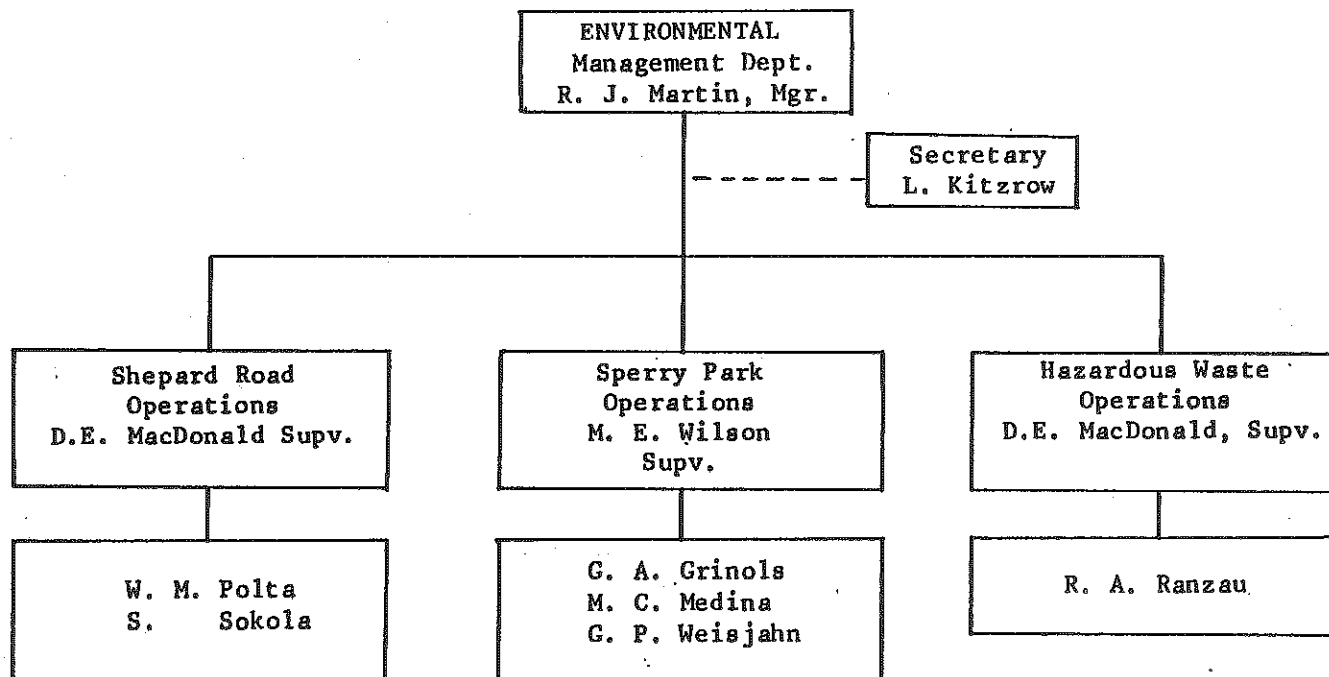 ENVIRONMENTAL
Management Dept.
R. J. Martin, Mgr.
Secretary
L. Kitzrow
Shepard Road
Operations
D.E. MacDonald Supv.
Sperry Park
Operations
M. E. Wilson
Supv.
Hazardous Waste
Operations
D.E. MacDonald, Supv.
W. M. Polta
S. Sokola
G. A. Grinols
M. C. Medina
G. P. Weisjahn
R. A. Ranzau